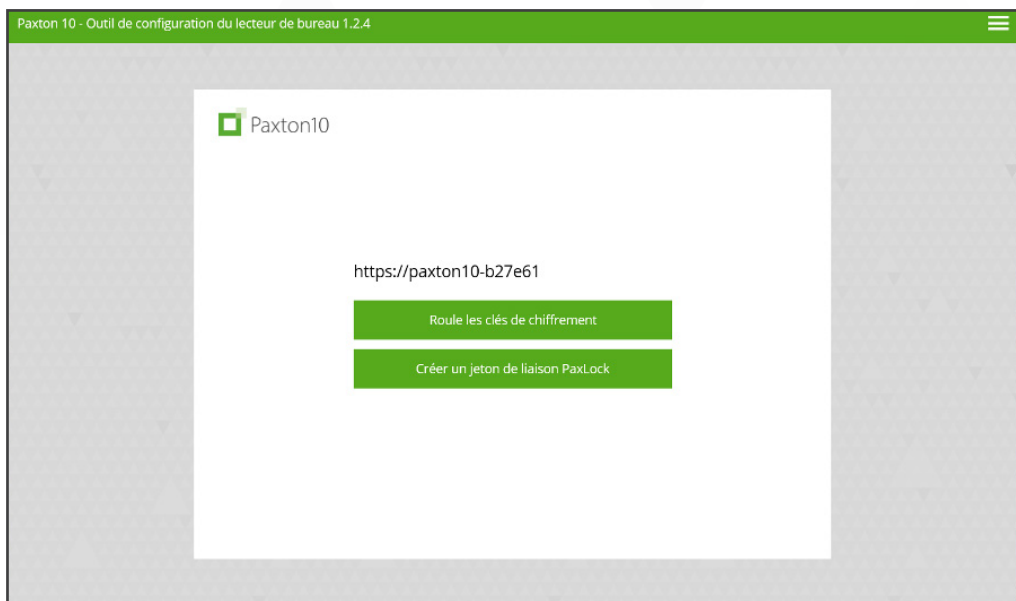 Paxton 10 - Outil de configuration du lecteur de bureau 1.2.4
Paxton10
https://paxton10-b27e61
Roule les clés de chiffrement
Créer un jeton de liaison PaxLock